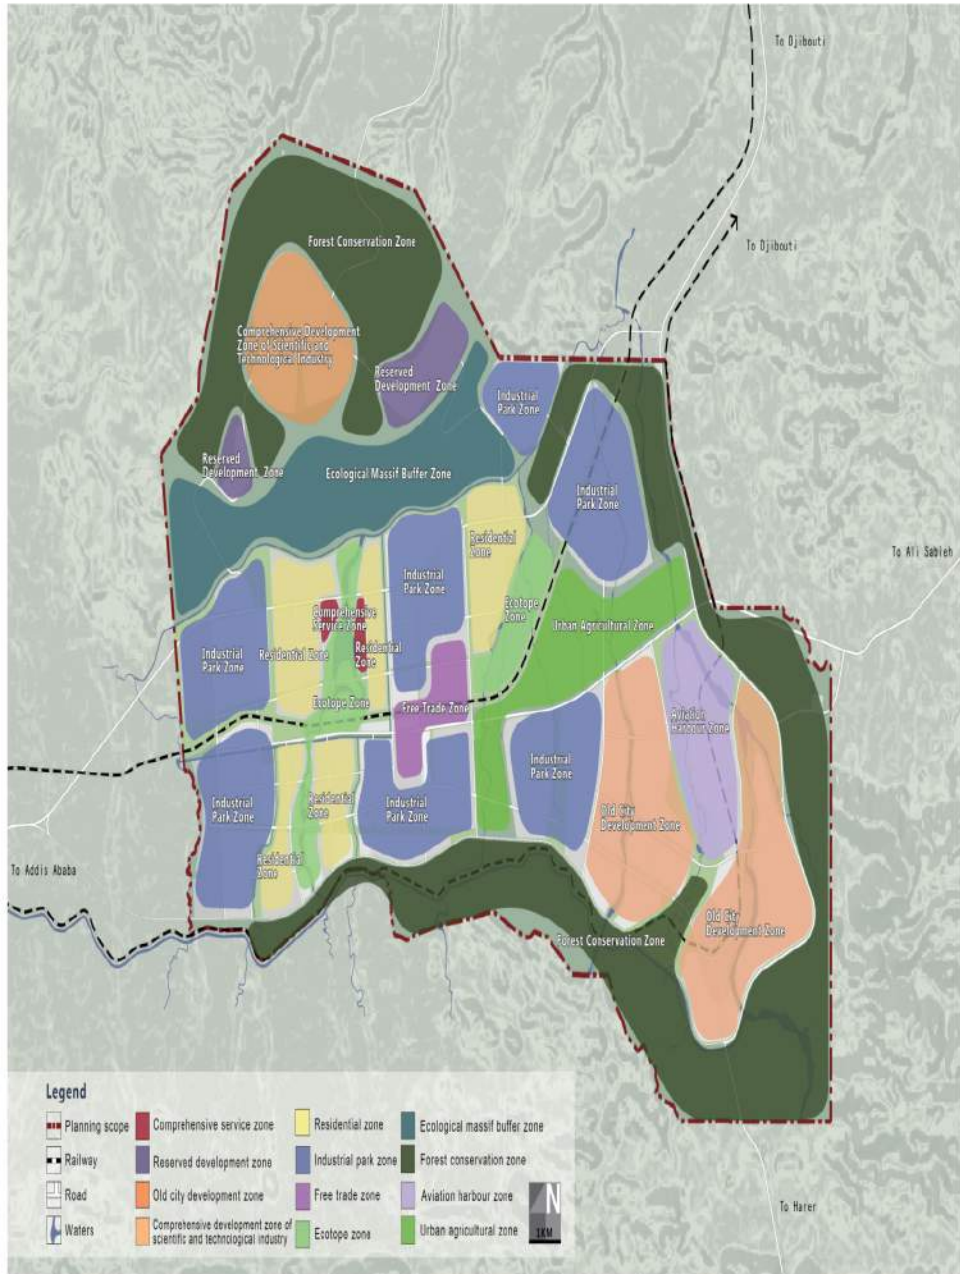 To Djibouti
To Djibouti
Forest Conservation Zone
Comprehensive Development
Zone of Scientific and
Technological Industry
Reserved
Development Zone
Industrial
Park Zone
Reserved
Development Zone
Ecological Massif Buffer Zone
Industrial
Park Zone
Residential
Zone
To Ali Sabieh
Industrial
Park Zone
Ecotope
Zone
Comprehensive
Service Zone
Urban Agricultural Zone
Industrial
Park Zone
Residential Zone
Residential
Zone
Ecotope Zone
Free Trade Zone
Aviation
Harbour Zone
Industrial
Park Zone
Industrial
Park Zone
Residential
Zone
Industrial
Park Zone
Old City
Development Zone
Residential
Zone
To Addis Ababa
Old City
Development Zone
Forest Conservation Zone
To Harer
Legend
Planning scope
Railway
Road
Waters
Comprehensive service zone
Reserved development zone
Old city development zone
Comprehensive development zone of
scientific and technological industry
Residential zone
Industrial park zone
Free trade zone
Ecotope zone
Ecological massif buffer zone
Forest conservation zone
Aviation harbour zone
Urban agricultural zone
N
1KM